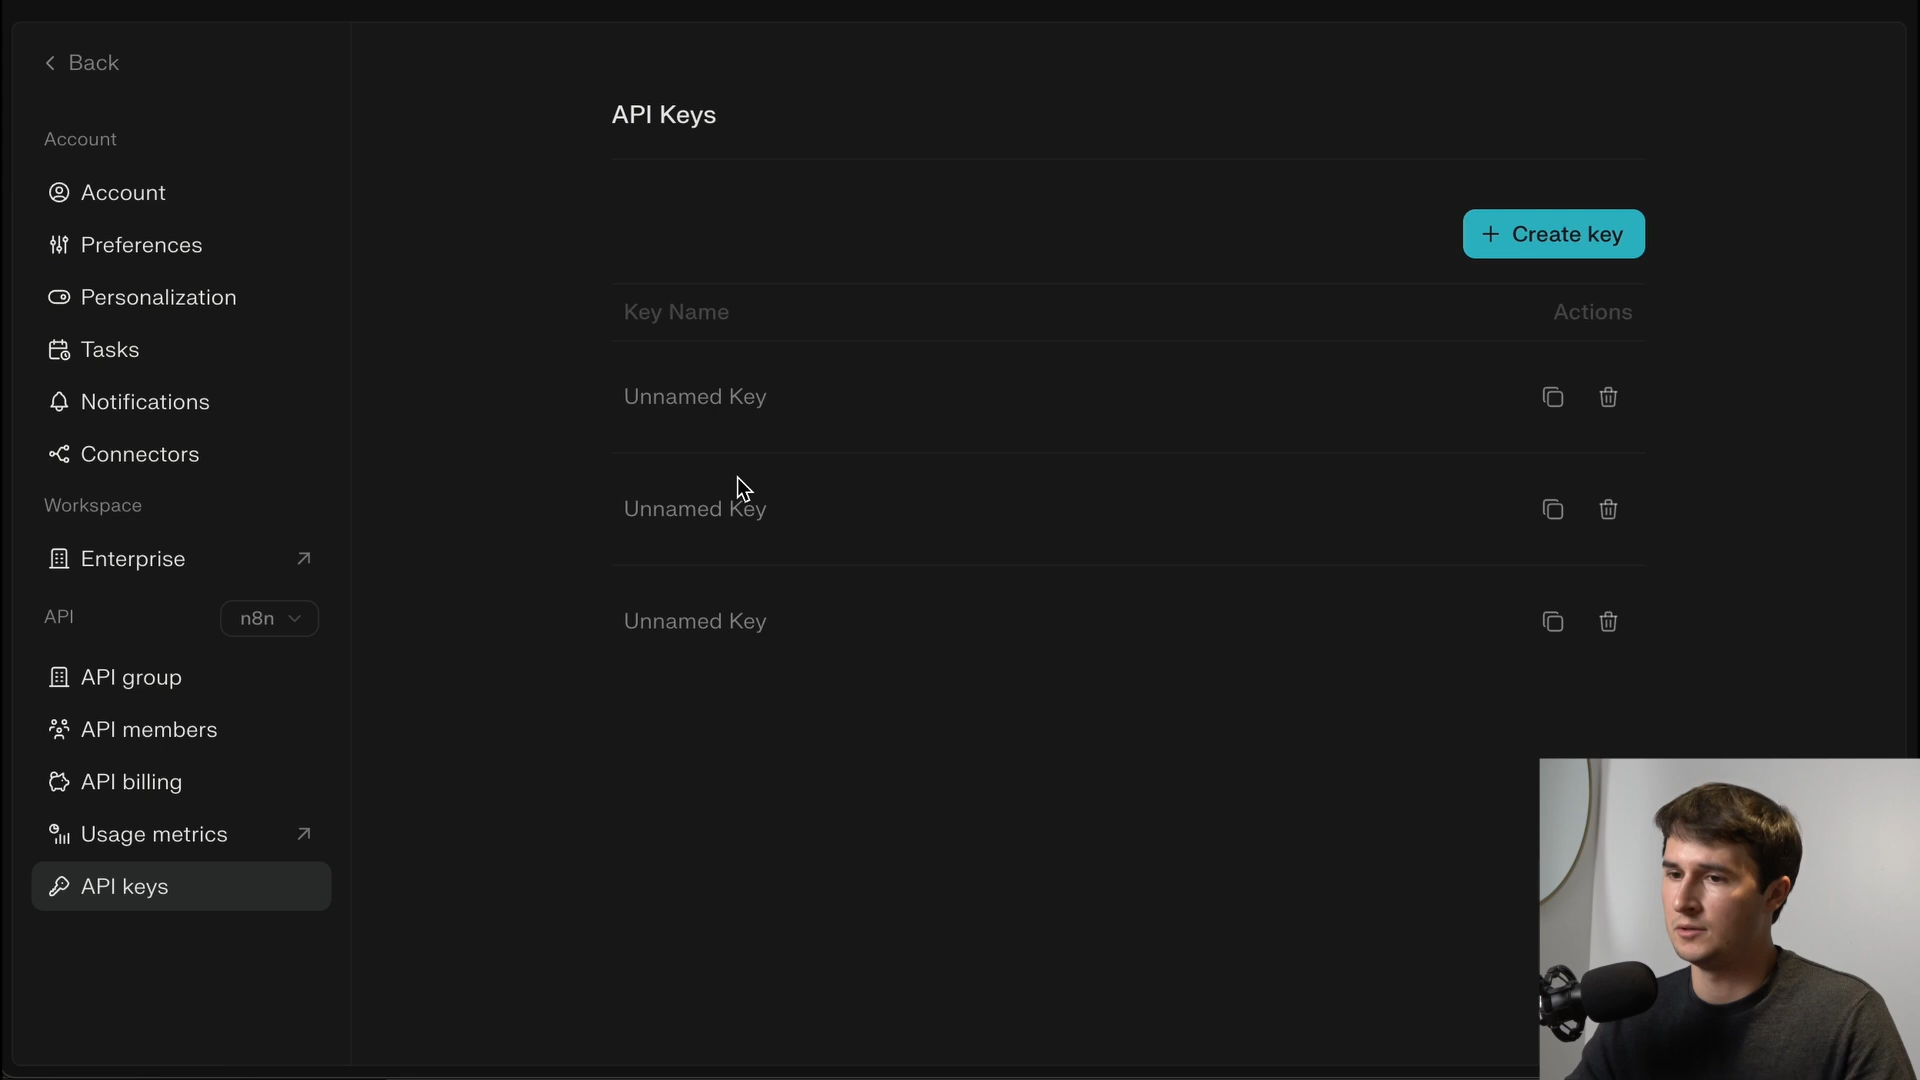 Back
Account
Account
Preferences
Personalization
Tasks
Notifications
Connectors
Workspace
Enterprise
API
n8n
API group
API members
API billing
Usage metrics
API keys
API Keys
+ Create key
Key Name
Actions
Unnamed Key
Unnamed Key
Unnamed Key